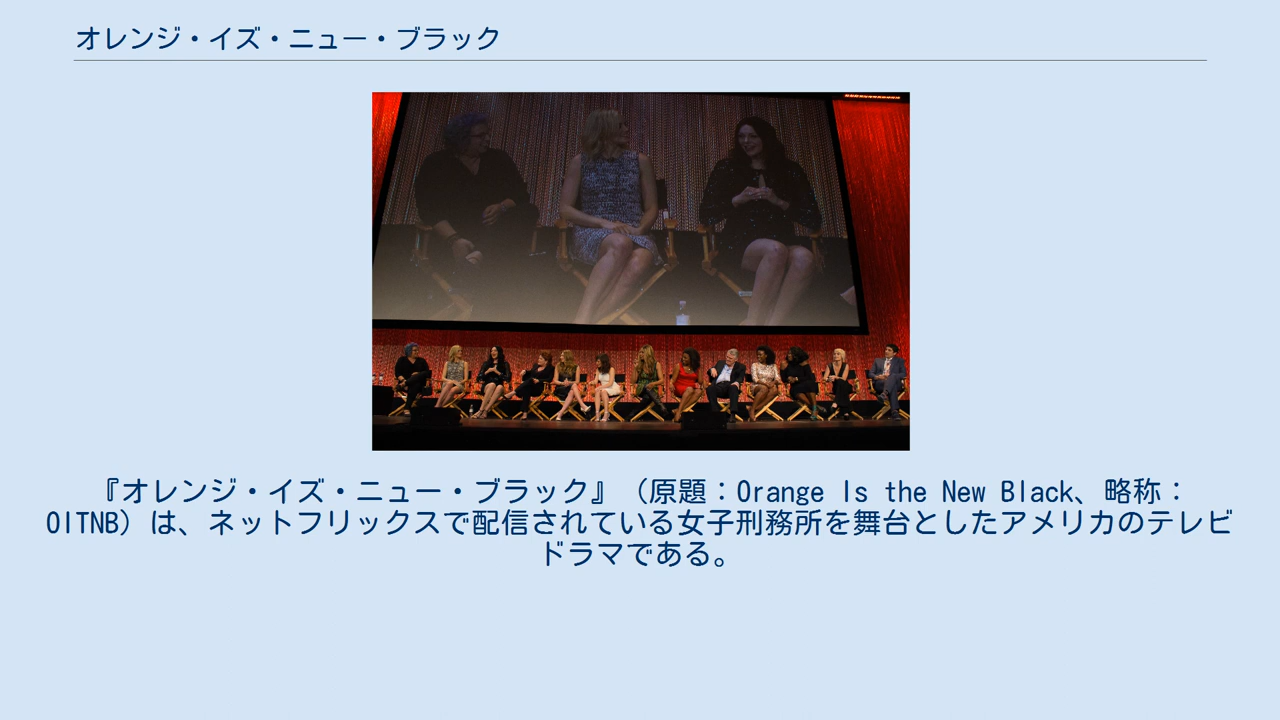 オレンジ・イズ・ニュー・ブラック
『オレンジ・イズ・ニュー・ブラック』（原題：Orange Is the New Black、略称：
OITNB）は、ネットフリックスで配信されている女子刑務所を舞台としたアメリカのテレビ
ドラマである。